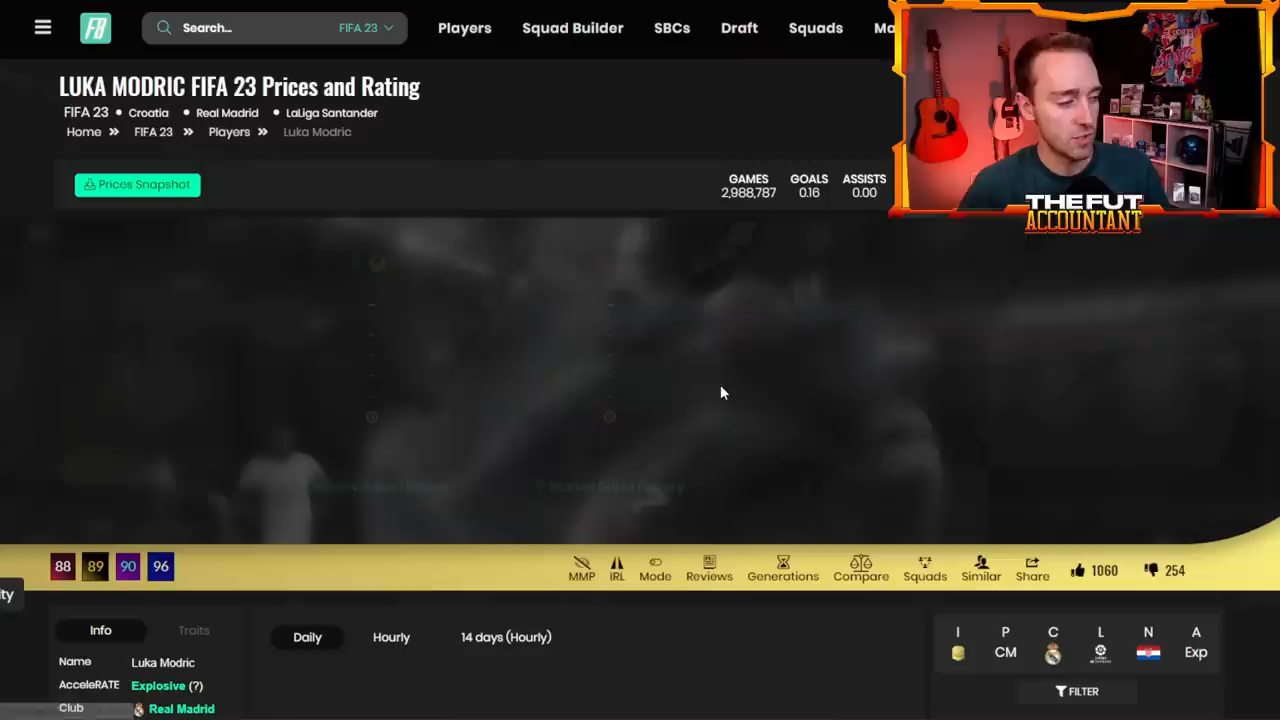 Search... FIFA 23 Players Squad Builder SBCs Draft Squads Ma
LUKA MODRIC FIFA 23 Prices and Rating
FIFA 23 • Croatia • Real Madrid • LaLiga Santander
Home » FIFA 23 » Players » Luka Modric
Prices Snapshot
GAMES GOALS ASSISTS
2,988,787 0.16 0.00
THE FUT
ACCOUNTANT
88 89 90 96
MMP IRL Mode Reviews Generations Compare Squads Similar Share 1060 254
ity
Info Traits
Daily Hourly 14 days (Hourly)
I P C L N A
CM Exp
Name Luka Modric
AcceleRATE Explosive (?)
FILTER
Club Real Madrid